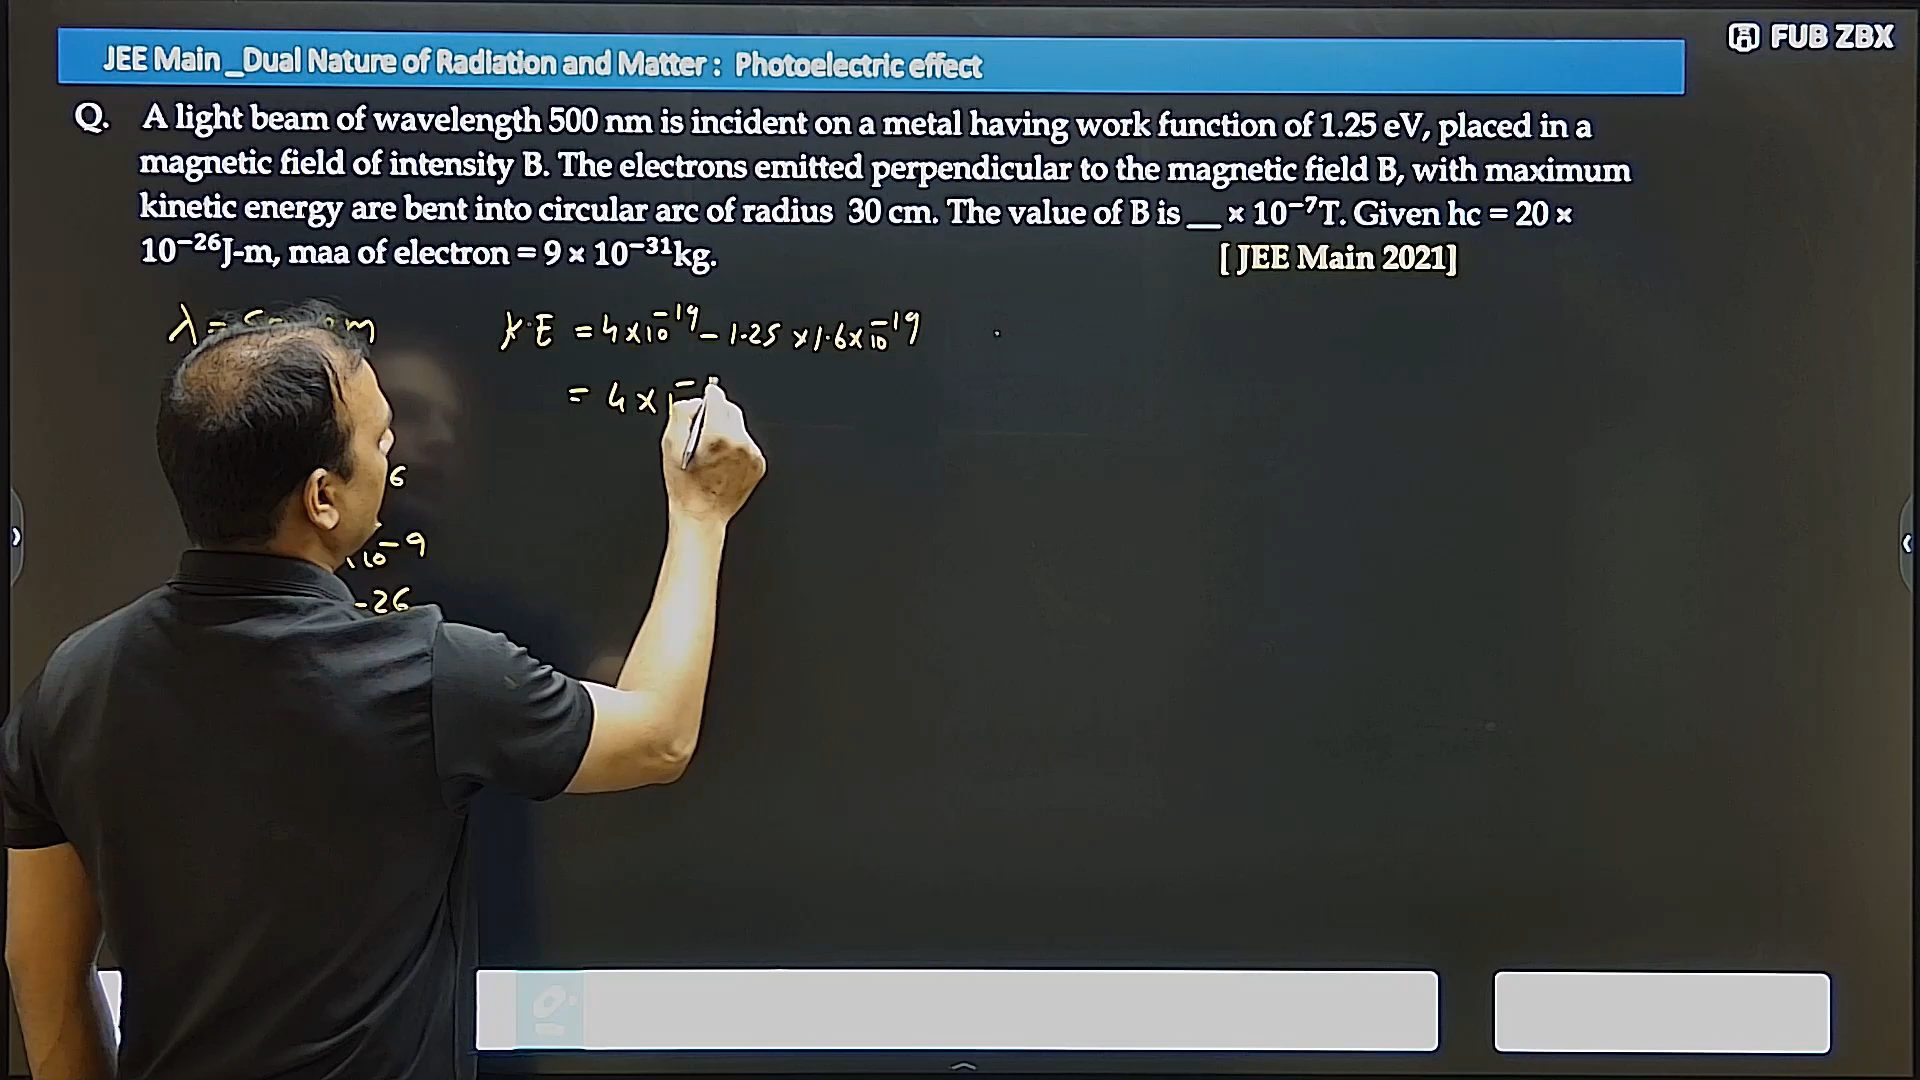 FUB ZBX
JEE Main _Dual Nature of Radiation and Matter : Photoelectric effect
Q. A light beam of wavelength 500 nm is incident on a metal having work function of 1.25 eV, placed in a
magnetic field of intensity B. The electrons emitted perpendicular to the magnetic field B, with maximum
kinetic energy are bent into circular arc of radius 30 cm. The value of B is __ × 10⁻⁷T. Given hc = 20 ×
10⁻²⁶J-m, maa of electron = 9 × 10⁻³¹kg.
[ JEE Main 2021]
λ =
K.E = 4×10⁻¹⁹ - 1.25 ×1.6×10⁻¹⁹
= 4 ×
6
10⁻⁹
-26